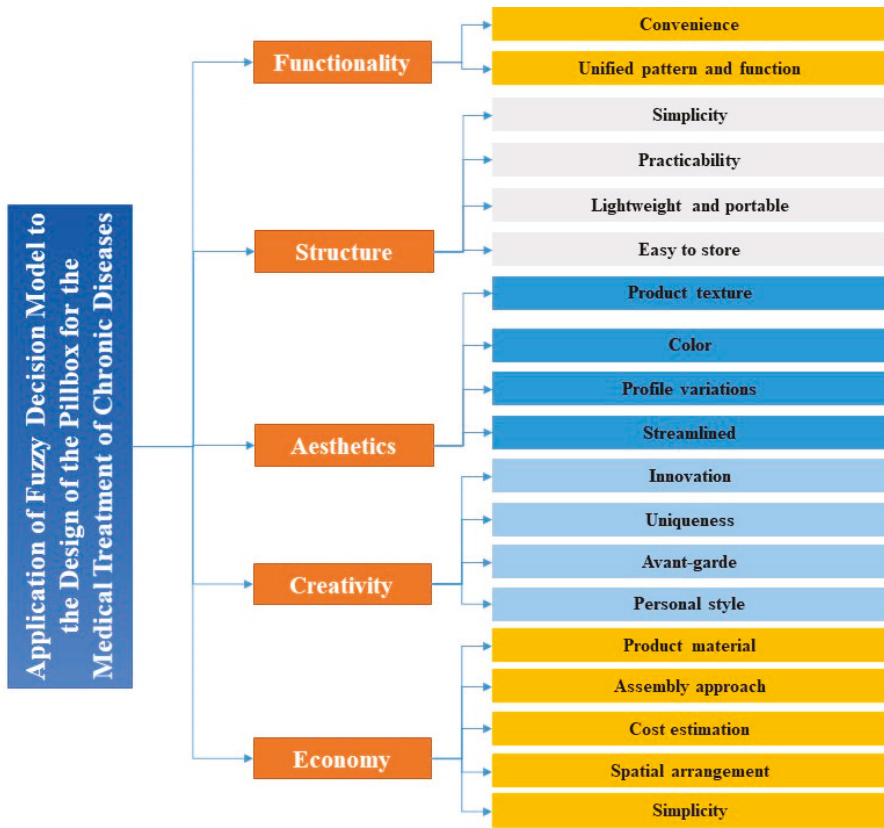 Application of Fuzzy Decision Model to
the Design of the Pillbox for the
Medical Treatment of Chronic Diseases
Functionality
Convenience
Unified pattern and function
Structure
Simplicity
Practicability
Lightweight and portable
Easy to store
Aesthetics
Product texture
Color
Profile variations
Streamlined
Creativity
Innovation
Uniqueness
Avant-garde
Personal style
Economy
Product material
Assembly approach
Cost estimation
Spatial arrangement
Simplicity